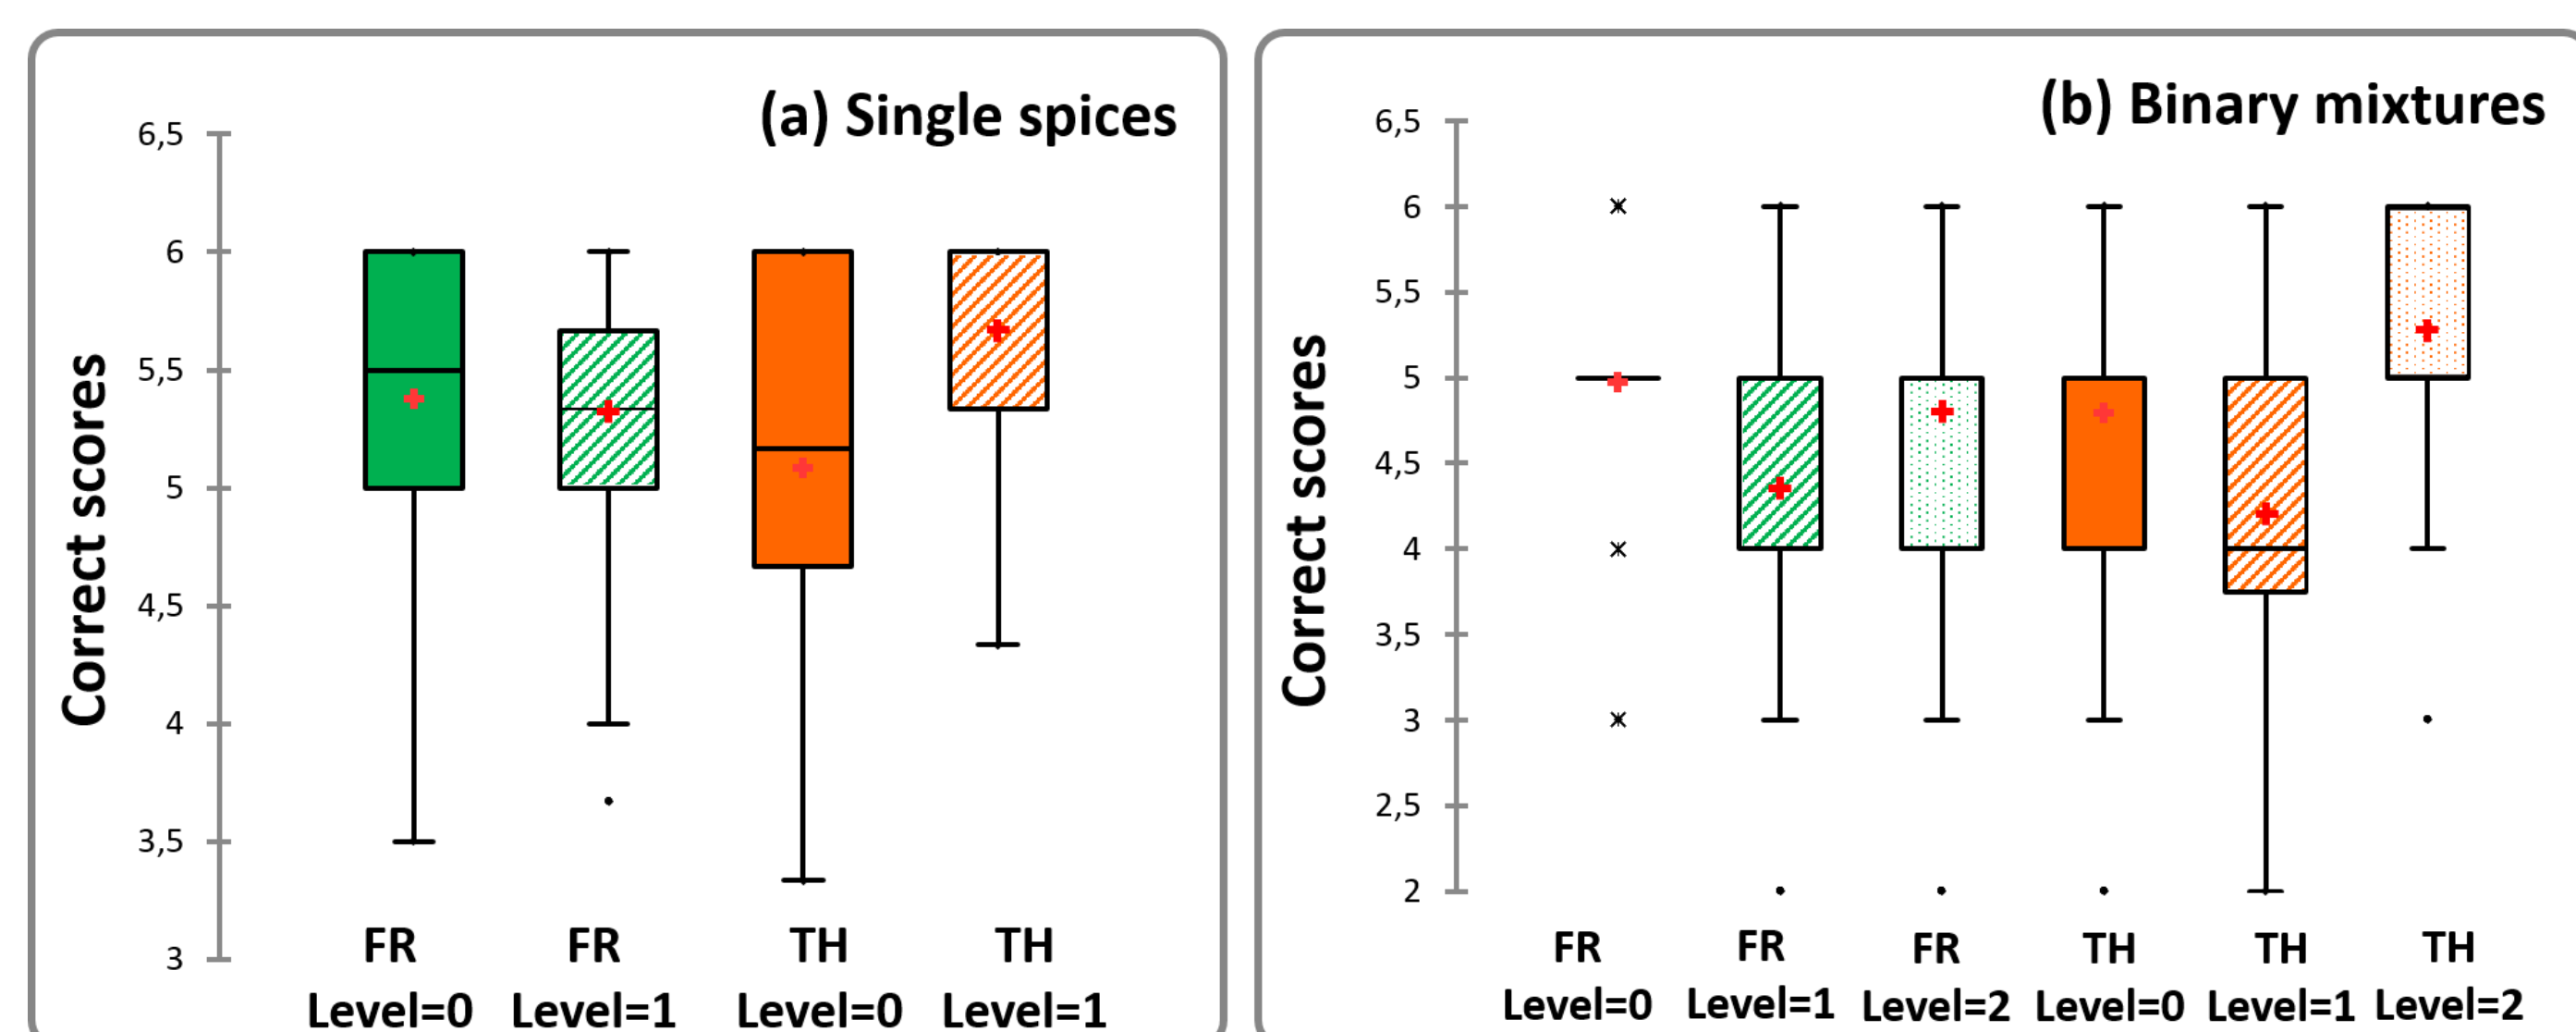 (a) Single spices
Correct scores
6,5
6
5,5
5
4,5
4
3,5
3
FR FR TH TH
Level=0 Level=1 Level=0 Level=1
(b) Binary mixtures
Correct scores
6,5
6
5,5
5
4,5
4
3,5
3
2,5
2
FR FR FR TH TH TH
Level=0 Level=1 Level=2 Level=0 Level=1 Level=2